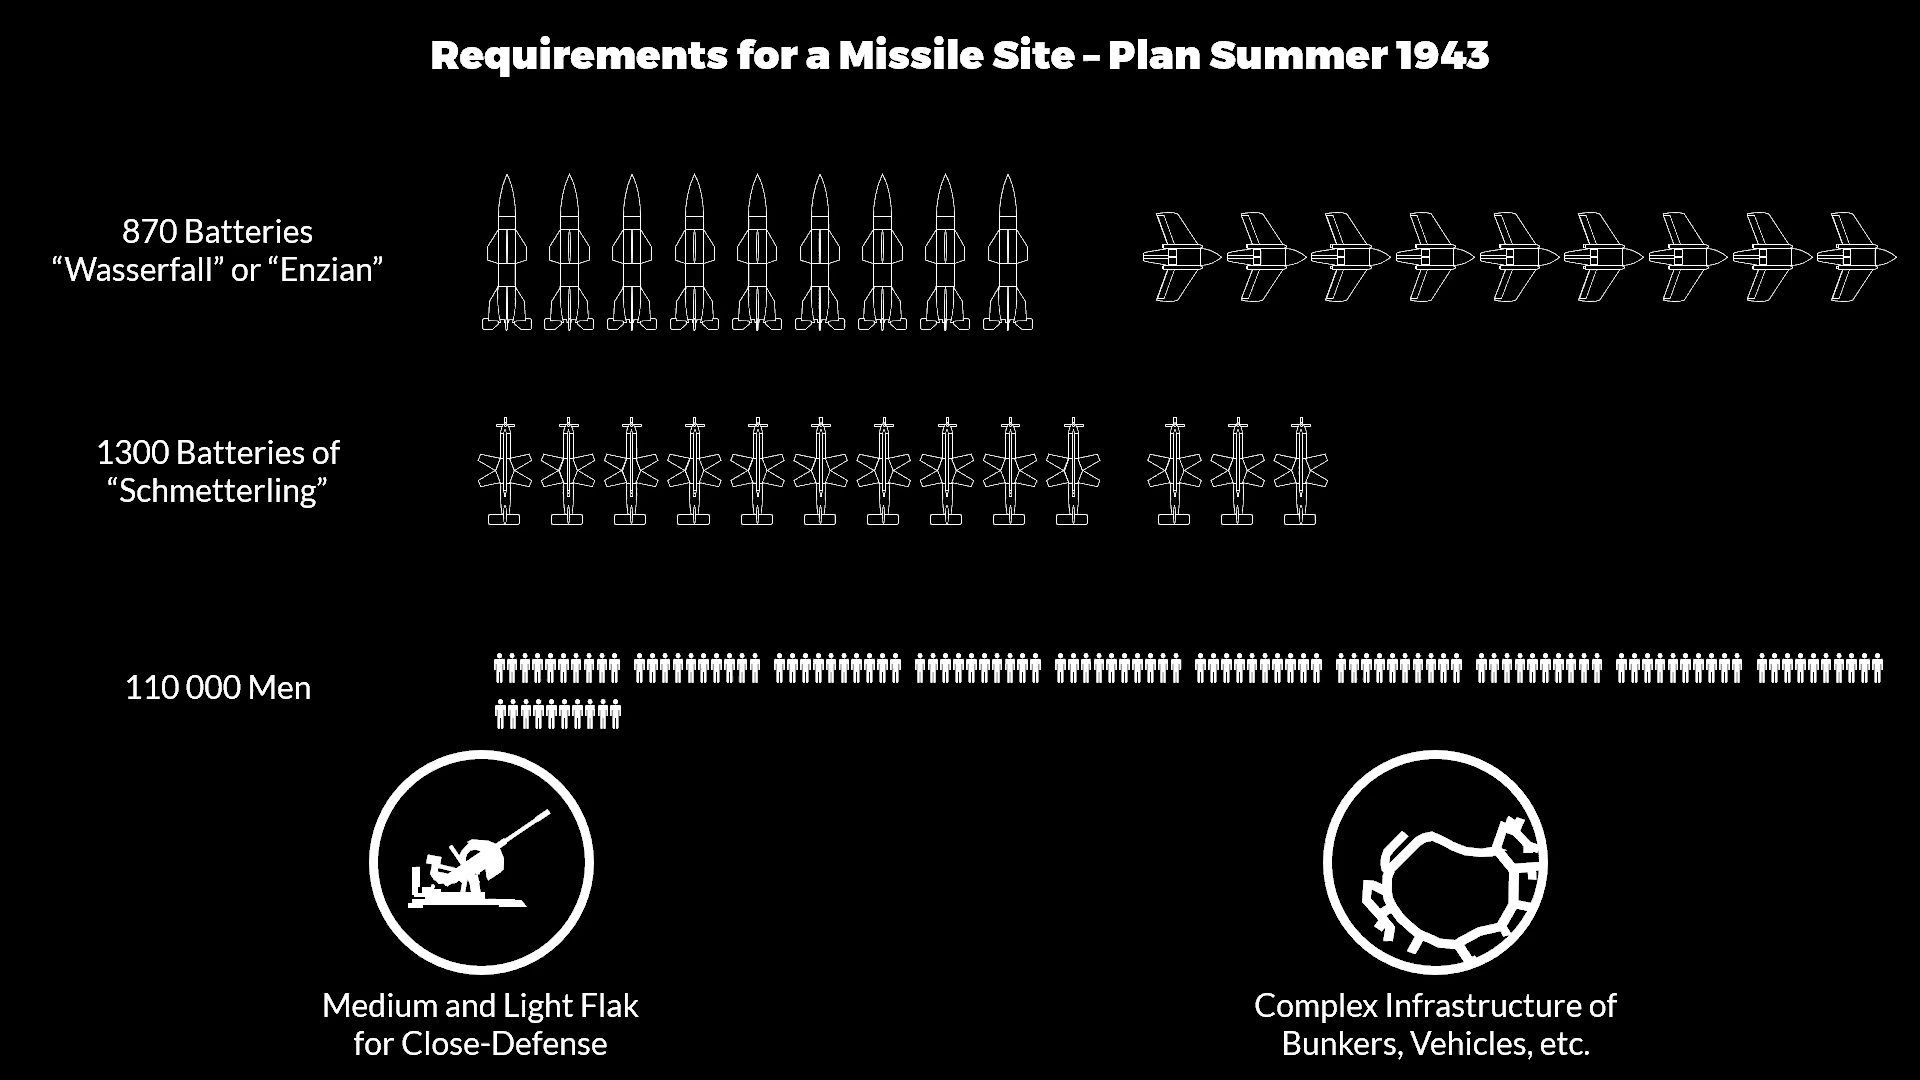 Requirements for a Missile Site – Plan Summer 1943
870 Batteries
“Wasserfall” or “Enzian”
1300 Batteries of
“Schmetterling”
110 000 Men
Medium and Light Flak
for Close-Defense
Complex Infrastructure of
Bunkers, Vehicles, etc.